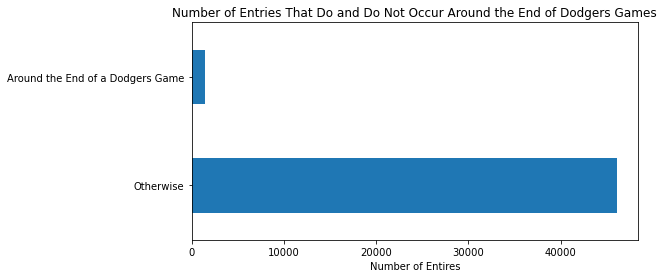 Number of Entries That Do and Do Not Occur Around the End of Dodgers Games
Around the End of a Dodgers Game
Otherwise
0 10000 20000 30000 40000
Number of Entires